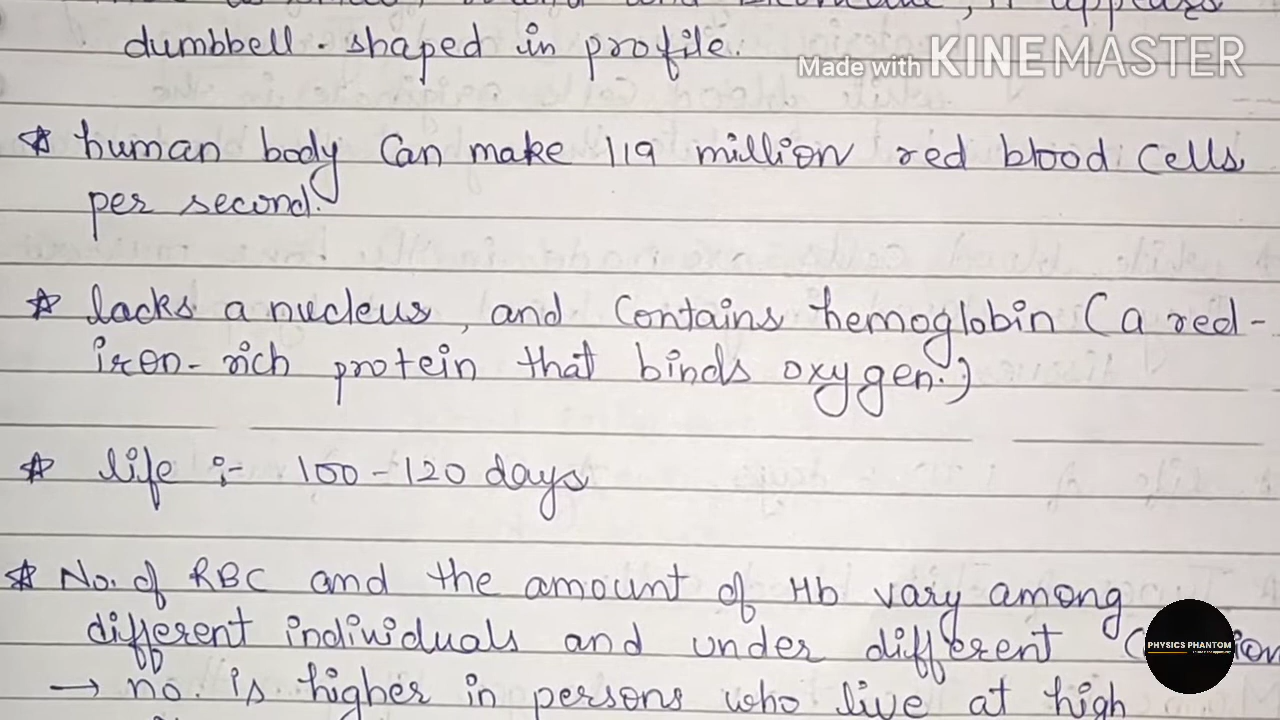 appears
dumbbell-shaped in profile.
Made with KINEMASTER
☆ human body can make 119 million red blood cells
per second.
☆ lacks a nucleus, and contains hemoglobin (a red-
iron-rich protein that binds oxygen.)
☆ life :- 100-120 days
☆ No. of RBC and the amount of Hb vary among
different individuals and under different
PHYSICS PHANTOM
→ no. is higher in persons who live at high